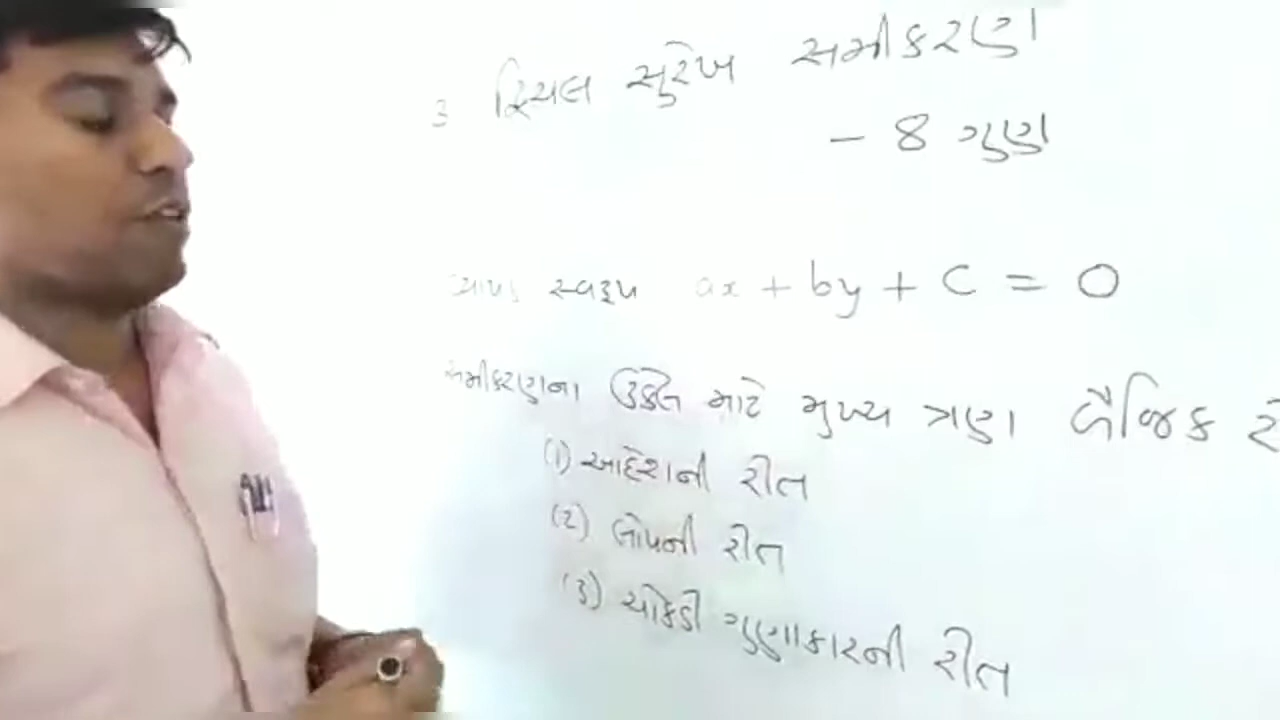 3 દ્વિચલ સુરેખ સમીકરણ
- 8 ગુણ
સ્વરૂપ ax + by + c = 0
સમીકરણના ઉકેલ માટે મુખ્ય ત્રણ બૈજિક
(1) આદેશની રીત
(2) લોપની રીત
(3) ચોકડી ગુણાકારની રીત